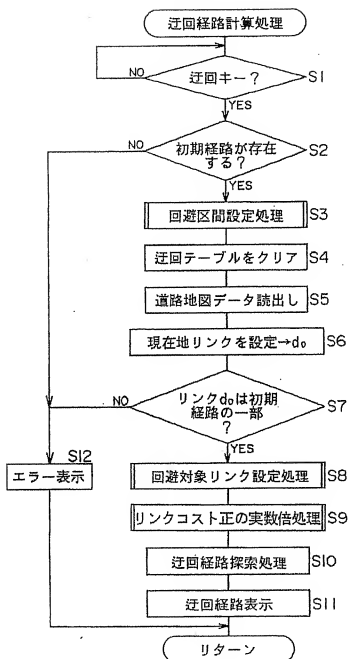 迂回経路計算処理
NO
迂回キー?
S1
YES
NO
初期経路が存在
する?
S2
YES
回避区間設定処理
S3
迂回テーブルをクリア
S4
道路地図データ読出し
S5
現在地リンクを設定→d₀
S6
NO
リンクd₀は初期
経路の一部
?
S7
YES
S12
エラー表示
回避対象リンク設定処理
S8
リンクコスト正の実数倍処理
S9
迂回経路探索処理
S10
迂回経路表示
S11
リターン